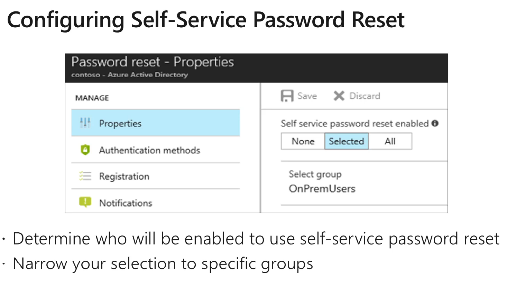 Configuring Self-Service Password Reset
Password reset - Properties
contoso - Azure Active Directory
MANAGE
Properties
Authentication methods
Registration
Notifications
Save Discard
Self service password reset enabled
None Selected All
Select group
OnPremUsers
· Determine who will be enabled to use self-service password reset
· Narrow your selection to specific groups